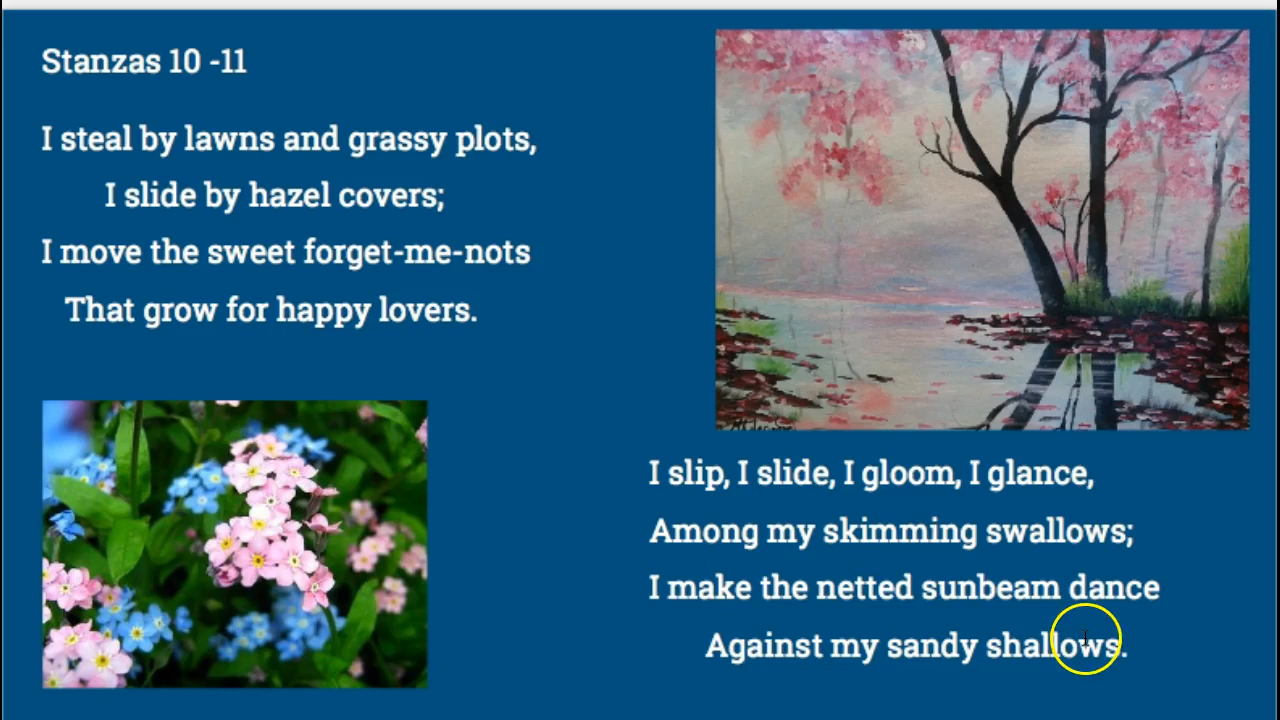 Stanzas 10 -11
I steal by lawns and grassy plots,
I slide by hazel covers;
I move the sweet forget-me-nots
That grow for happy lovers.
I slip, I slide, I gloom, I glance,
Among my skimming swallows;
I make the netted sunbeam dance
Against my sandy shallows.